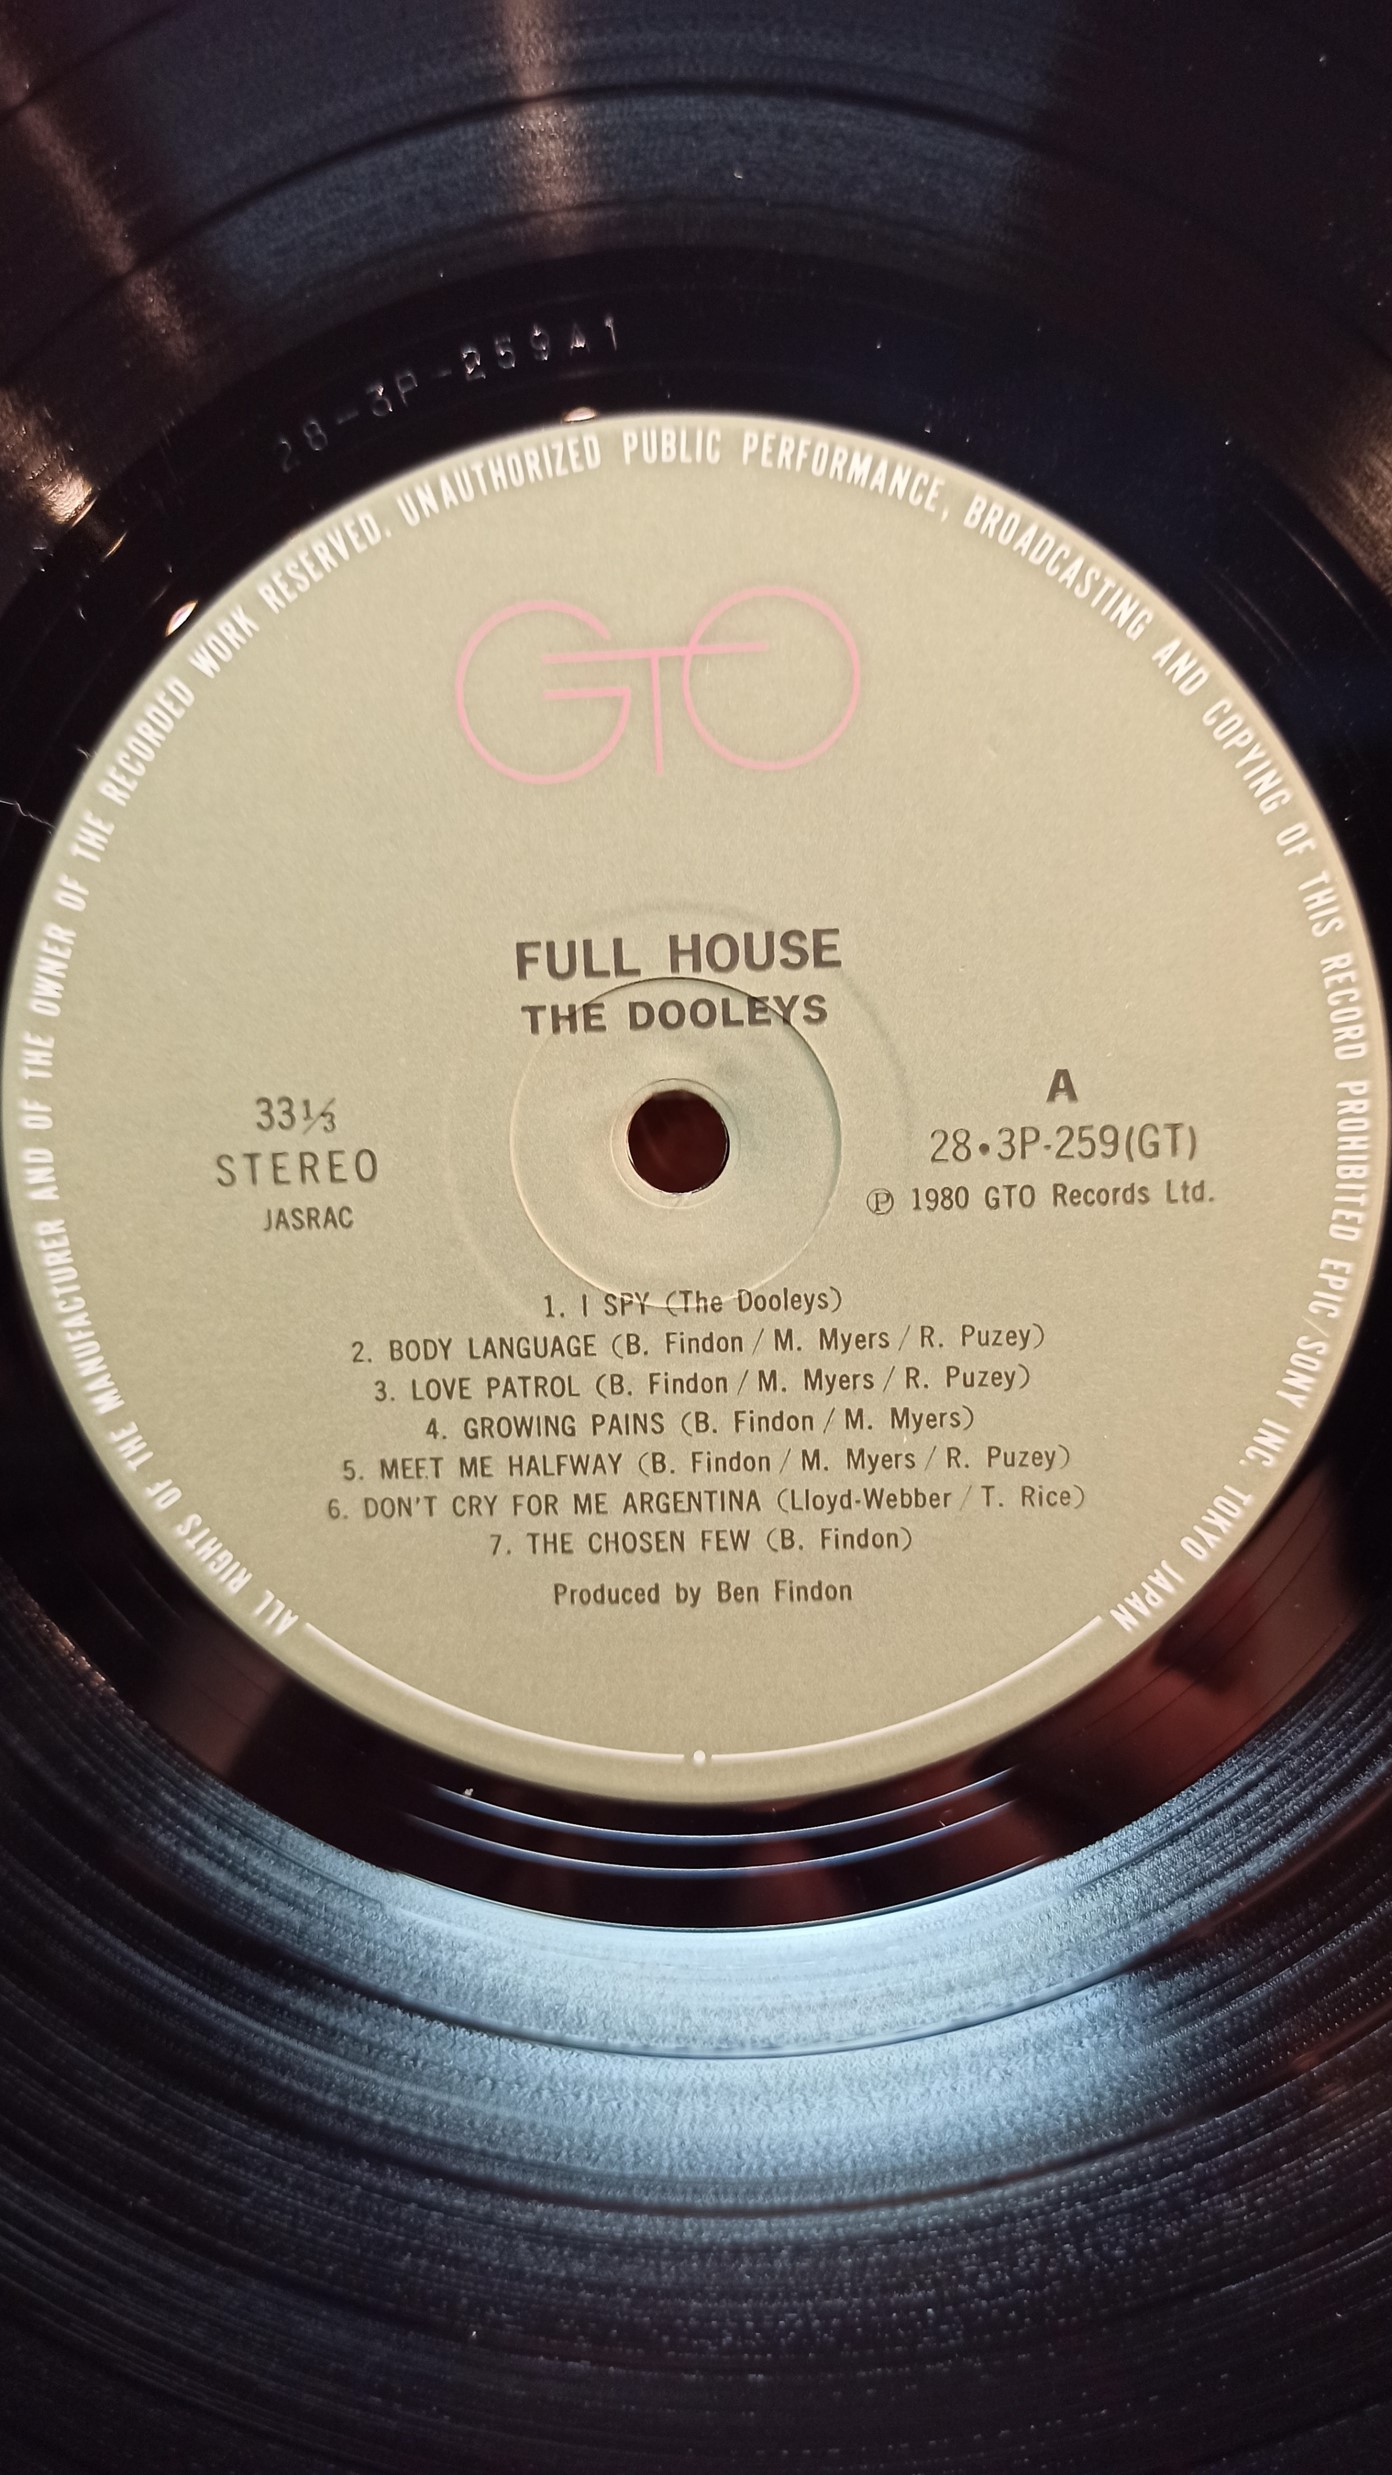 28-3P-259A1
ALL RIGHTS OF THE MANUFACTURER AND OF THE OWNER OF THE RECORDED WORK RESERVED. UNAUTHORIZED PUBLIC PERFORMANCE, BROADCASTING AND COPYING OF THIS RECORD PROHIBITED EPIC/SONY INC. TOKYO JAPAN
GTO
FULL HOUSE
THE DOOLEYS
33⅓
STEREO
JASRAC
A
28•3P-259(GT)
Ⓟ 1980 GTO Records Ltd.
1. I SPY (The Dooleys)
2. BODY LANGUAGE (B. Findon / M. Myers / R. Puzey)
3. LOVE PATROL (B. Findon / M. Myers / R. Puzey)
4. GROWING PAINS (B. Findon / M. Myers)
5. MEET ME HALFWAY (B. Findon / M. Myers / R. Puzey)
6. DON'T CRY FOR ME ARGENTINA (Lloyd-Webber / T. Rice)
7. THE CHOSEN FEW (B. Findon)
Produced by Ben Findon